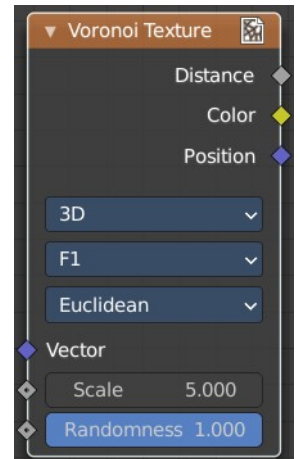 Voronoi Texture
Distance
Color
Position
3D
F1
Euclidean
Vector
Scale 5.000
Randomness 1.000